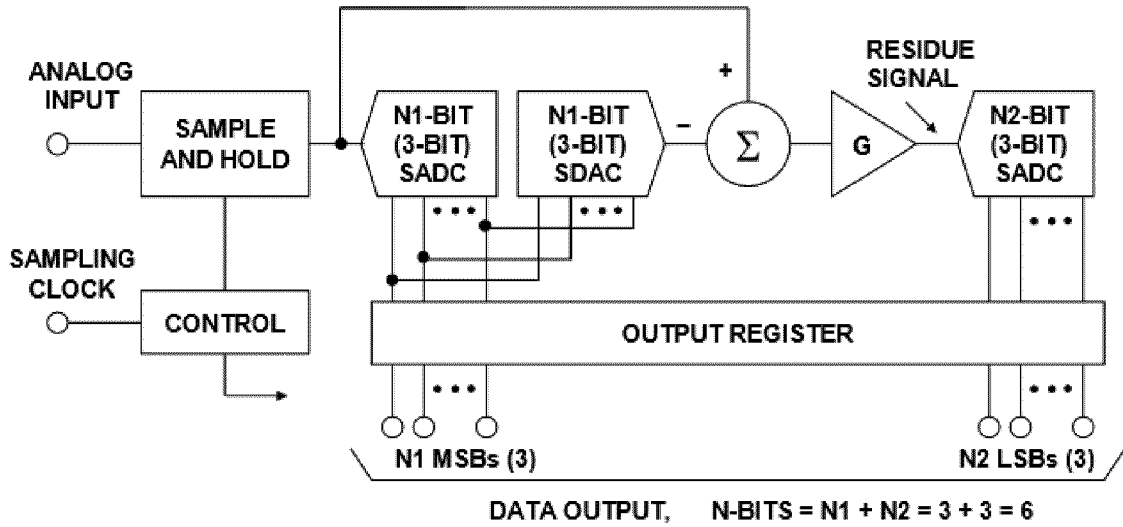 ANALOG
INPUT
SAMPLE
AND HOLD
N1-BIT
(3-BIT)
SADC
N1-BIT
(3-BIT)
SDAC
+
–
Σ
G
RESIDUE
SIGNAL
N2-BIT
(3-BIT)
SADC
SAMPLING
CLOCK
CONTROL
OUTPUT REGISTER
N1 MSBs (3)
N2 LSBs (3)
DATA OUTPUT, N-BITS = N1 + N2 = 3 + 3 = 6